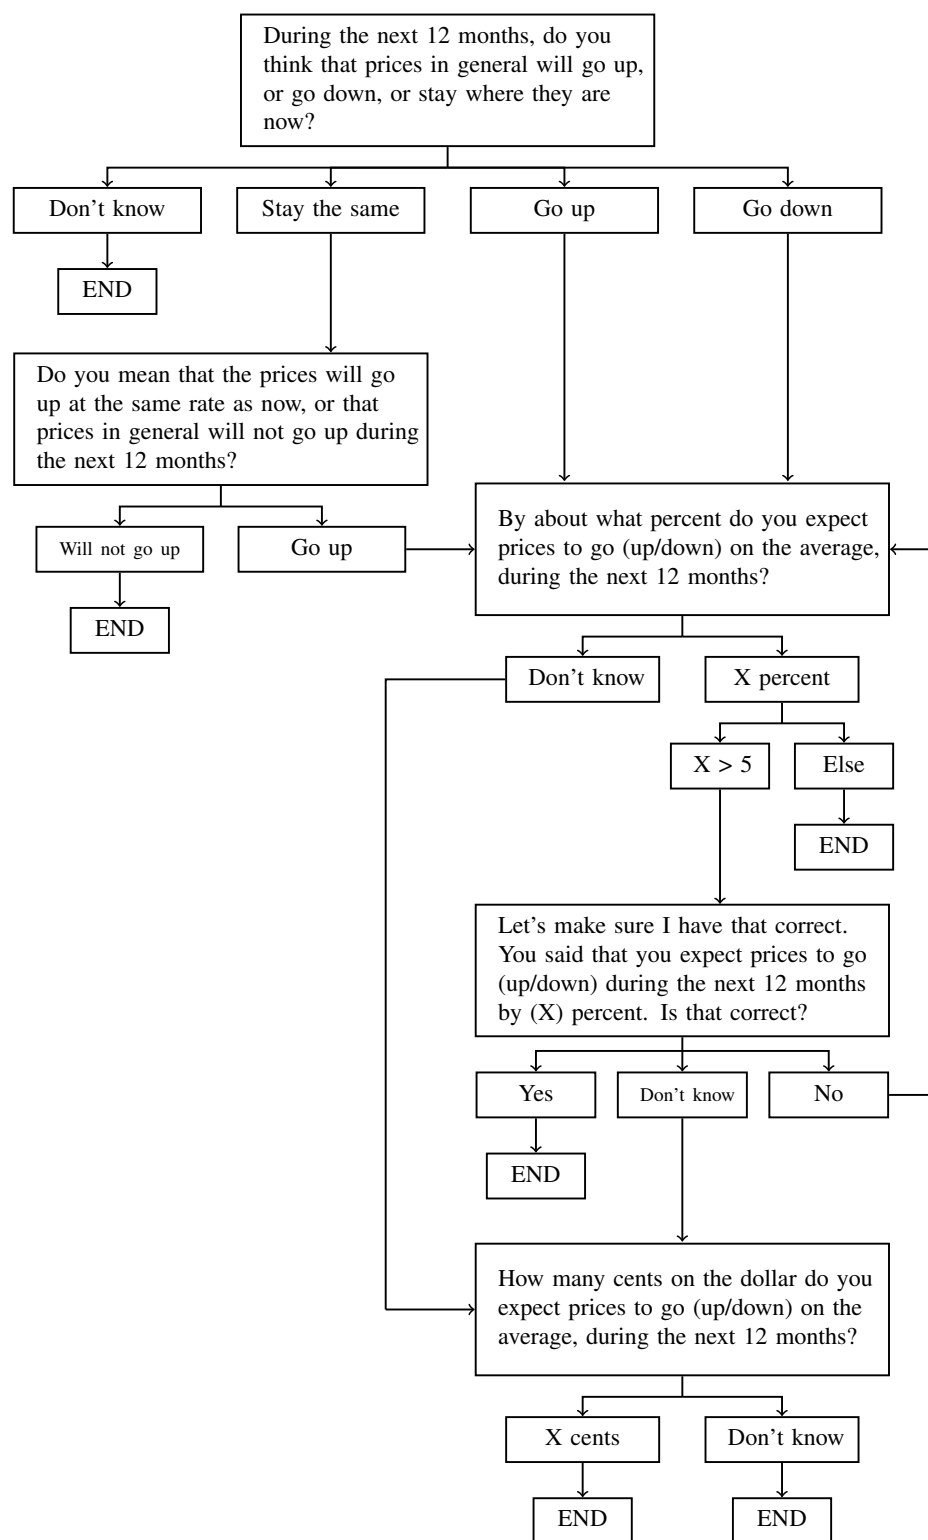 During the next 12 months, do you
think that prices in general will go up,
or go down, or stay where they are
now?
Don't know
Stay the same
Go up
Go down
END
Do you mean that the prices will go
up at the same rate as now, or that
prices in general will not go up during
the next 12 months?
Will not go up
Go up
END
By about what percent do you expect
prices to go (up/down) on the average,
during the next 12 months?
Don't know
X percent
X > 5
Else
END
Let's make sure I have that correct.
You said that you expect prices to go
(up/down) during the next 12 months
by (X) percent. Is that correct?
Yes
Don't know
No
END
How many cents on the dollar do you
expect prices to go (up/down) on the
average, during the next 12 months?
X cents
Don't know
END
END